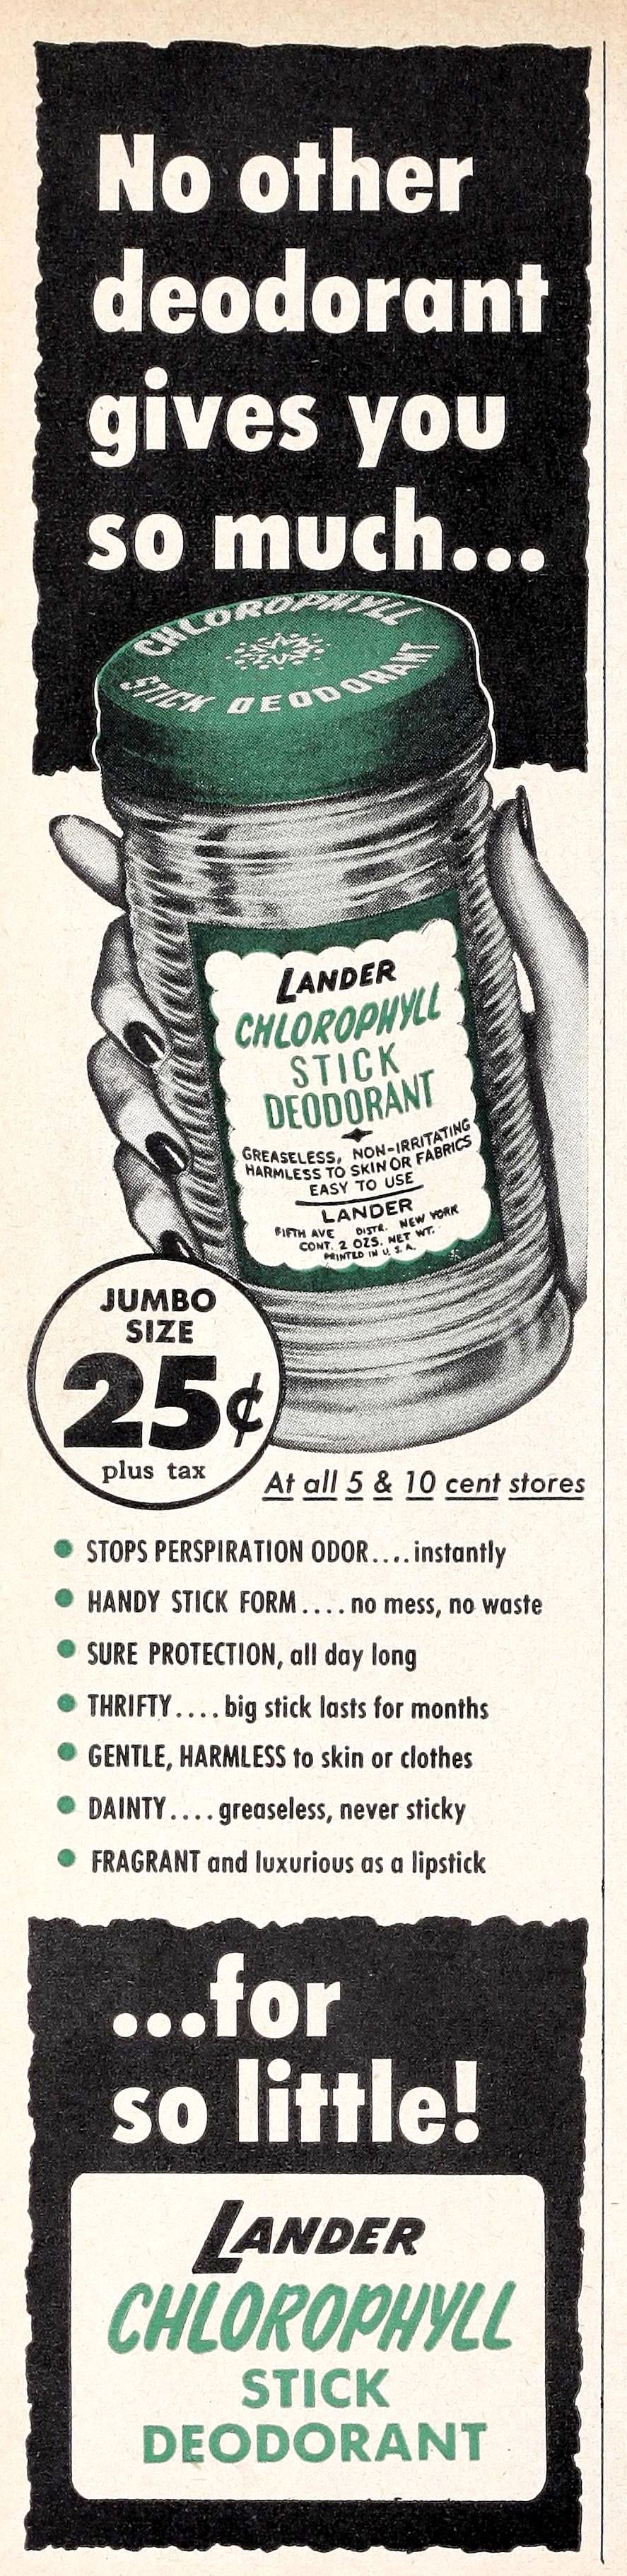 No other
deodorant
gives you
so much...
CHLOROPHYLL
STICK DEODORANT
LANDER
CHLOROPHYLL
STICK
DEODORANT
GREASELESS, NON-IRRITATING
HARMLESS TO SKIN OR FABRICS
EASY TO USE
LANDER
FIFTH AVE DISTR. NEW YORK
CONT. 2 OZS. NET WT.
PRINTED IN U.S.A.
JUMBO
SIZE
25¢
plus tax
At all 5 & 10 cent stores
STOPS PERSPIRATION ODOR.... instantly
HANDY STICK FORM.... no mess, no waste
SURE PROTECTION, all day long
THRIFTY.... big stick lasts for months
GENTLE, HARMLESS to skin or clothes
DAINTY.... greaseless, never sticky
FRAGRANT and luxurious as a lipstick
...for
so little!
LANDER
CHLOROPHYLL
STICK
DEODORANT